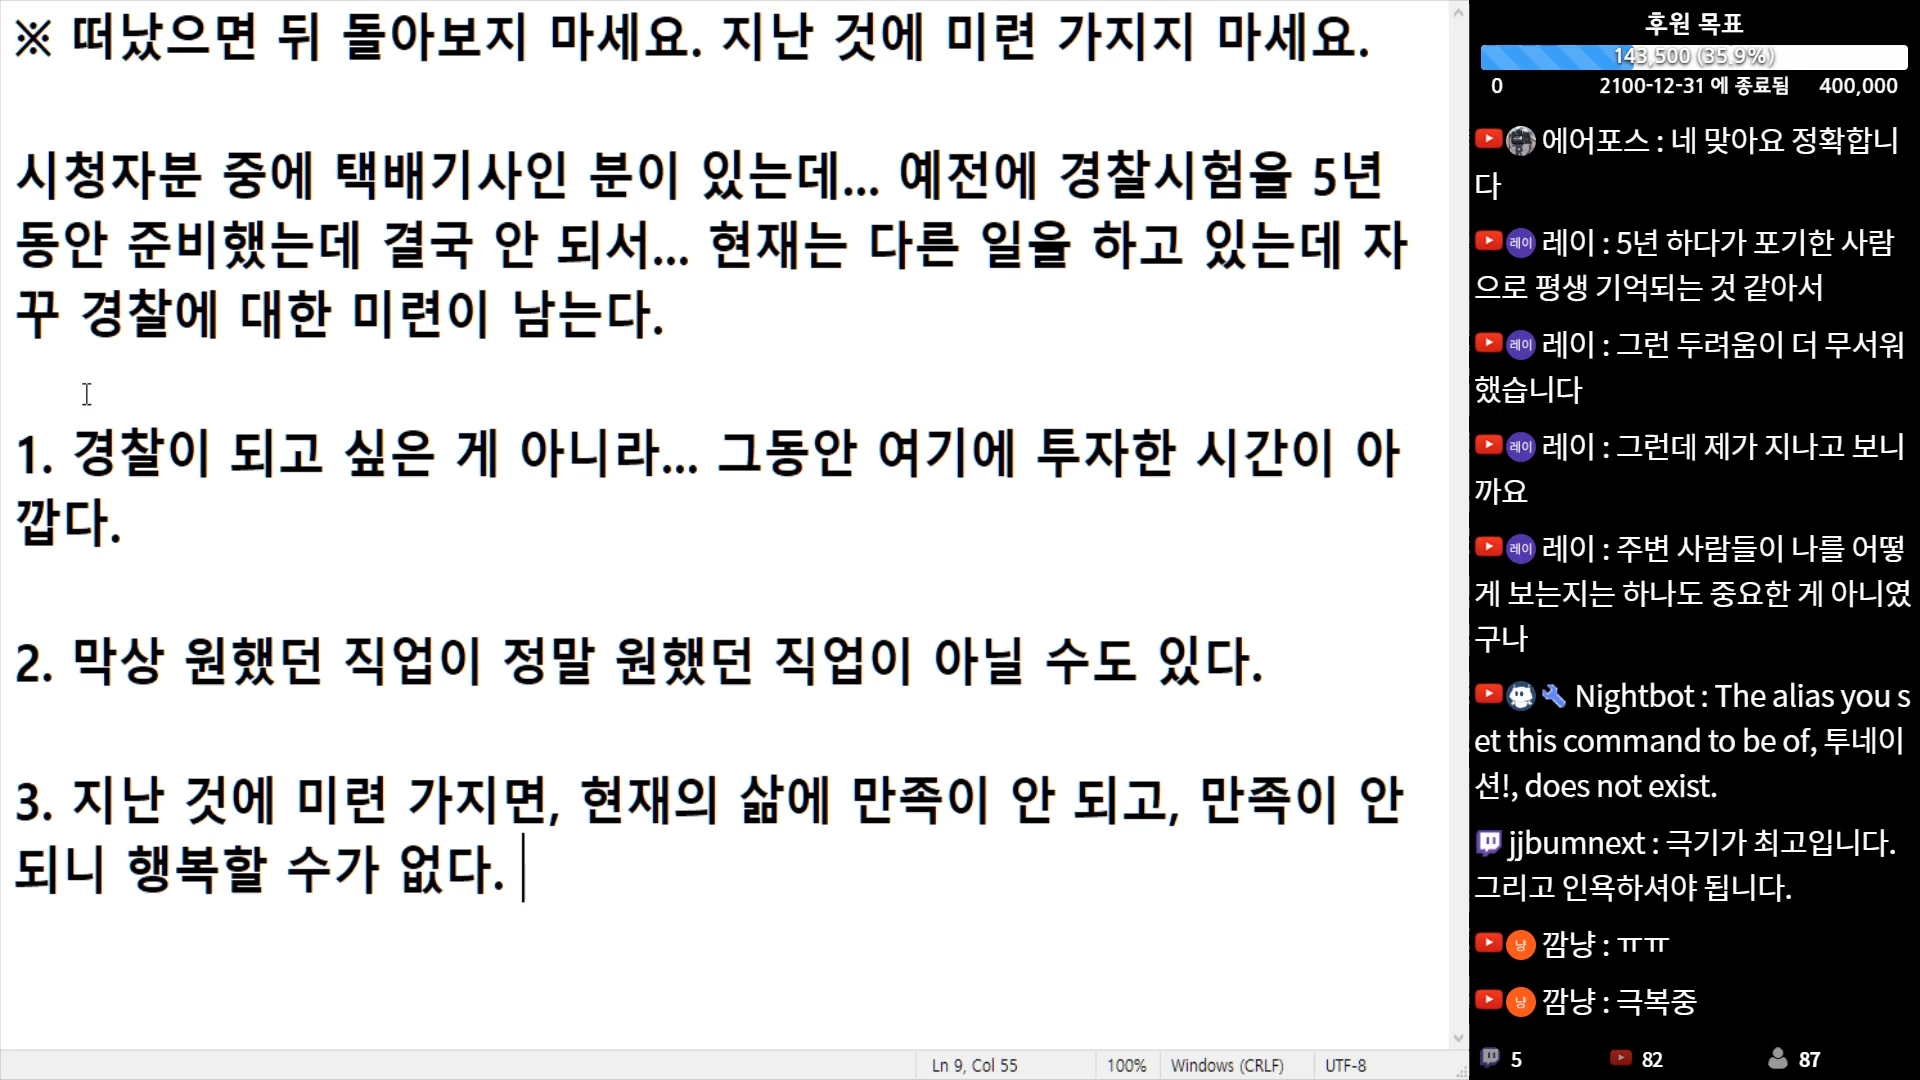 ※ 떠났으면 뒤 돌아보지 마세요. 지난 것에 미련 가지지 마세요.
시청자분 중에 택배기사인 분이 있는데... 예전에 경찰시험을 5년
동안 준비했는데 결국 안 되서... 현재는 다른 일을 하고 있는데 자
꾸 경찰에 대한 미련이 남는다.
1. 경찰이 되고 싶은 게 아니라... 그동안 여기에 투자한 시간이 아
깝다.
2. 막상 원했던 직업이 정말 원했던 직업이 아닐 수도 있다.
3. 지난 것에 미련 가지면, 현재의 삶에 만족이 안 되고, 만족이 안
되니 행복할 수가 없다.
Ln 9, Col 55
100%
Windows (CRLF)
UTF-8
후원 목표
143,500 (35.9%)
0 2100-12-31 에 종료됨 400,000
에어포스 : 네 맞아요 정확합니
다
레이 레이 : 5년 하다가 포기한 사람
으로 평생 기억되는 것 같아서
레이 레이 : 그런 두려움이 더 무서워
했습니다
레이 레이 : 그런데 제가 지나고 보니
까요
레이 레이 : 주변 사람들이 나를 어떻
게 보는지는 하나도 중요한 게 아니였
구나
Nightbot : The alias you s
et this command to be of, 투네이
션!, does not exist.
jjbumnext : 극기가 최고입니다.
그리고 인욕하셔야 됩니다.
냥 깜냥 : ㅠㅠ
냥 깜냥 : 극복중
5 82 87